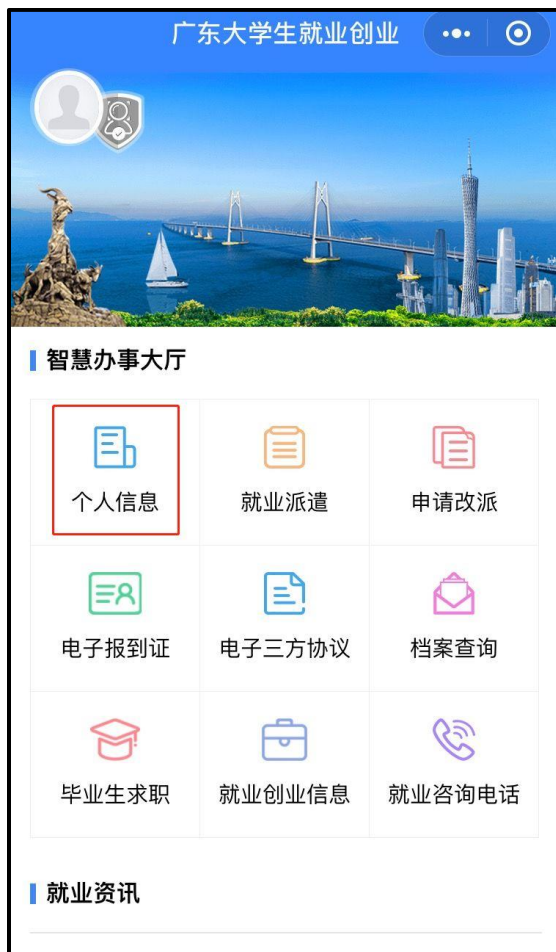 广东大学生就业创业
智慧办事大厅
个人信息
就业派遣
申请改派
电子报到证
电子三方协议
档案查询
毕业生求职
就业创业信息
就业咨询电话
就业资讯